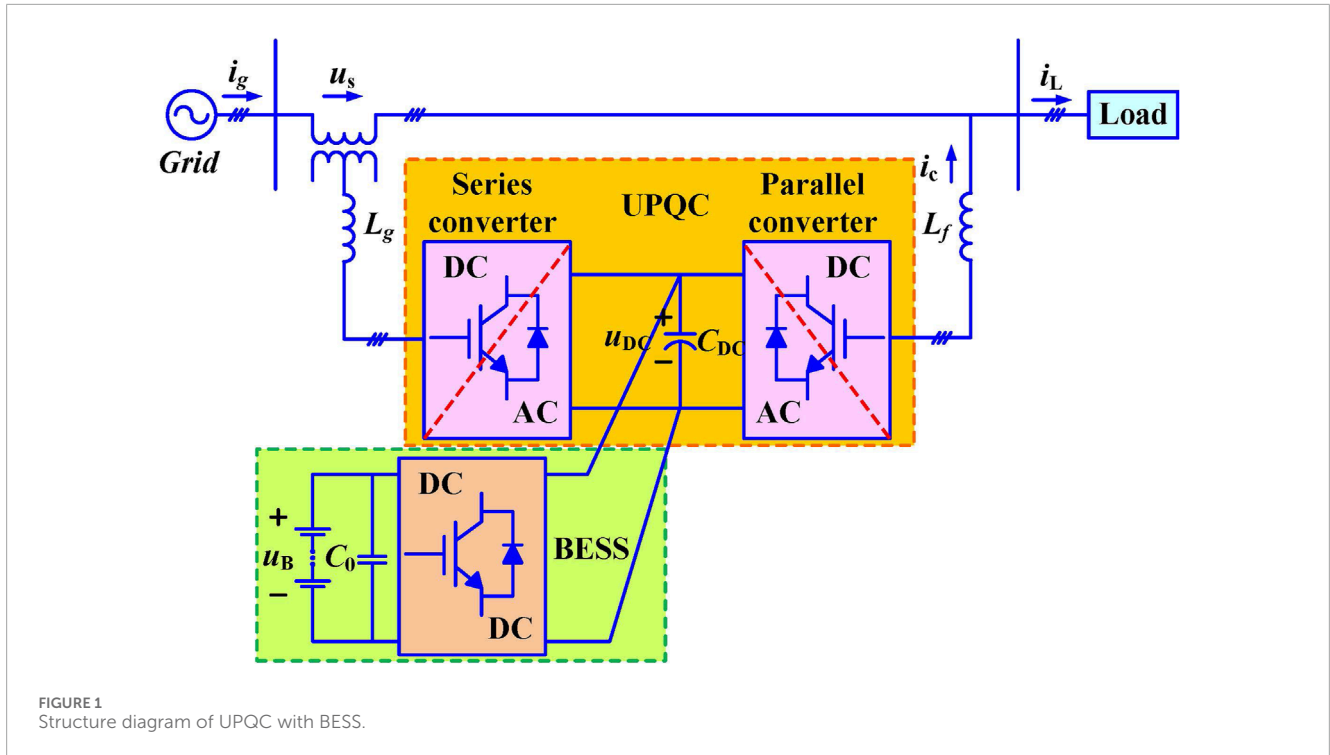 i_g
u_s
i_L
Grid
Load
i_c
Series
converter
UPQC
Parallel
converter
L_g
L_f
DC
DC
+
u_DC
C_DC
−
AC
AC
DC
+
u_B
C_0
BESS
−
DC
FIGURE 1
Structure diagram of UPQC with BESS.